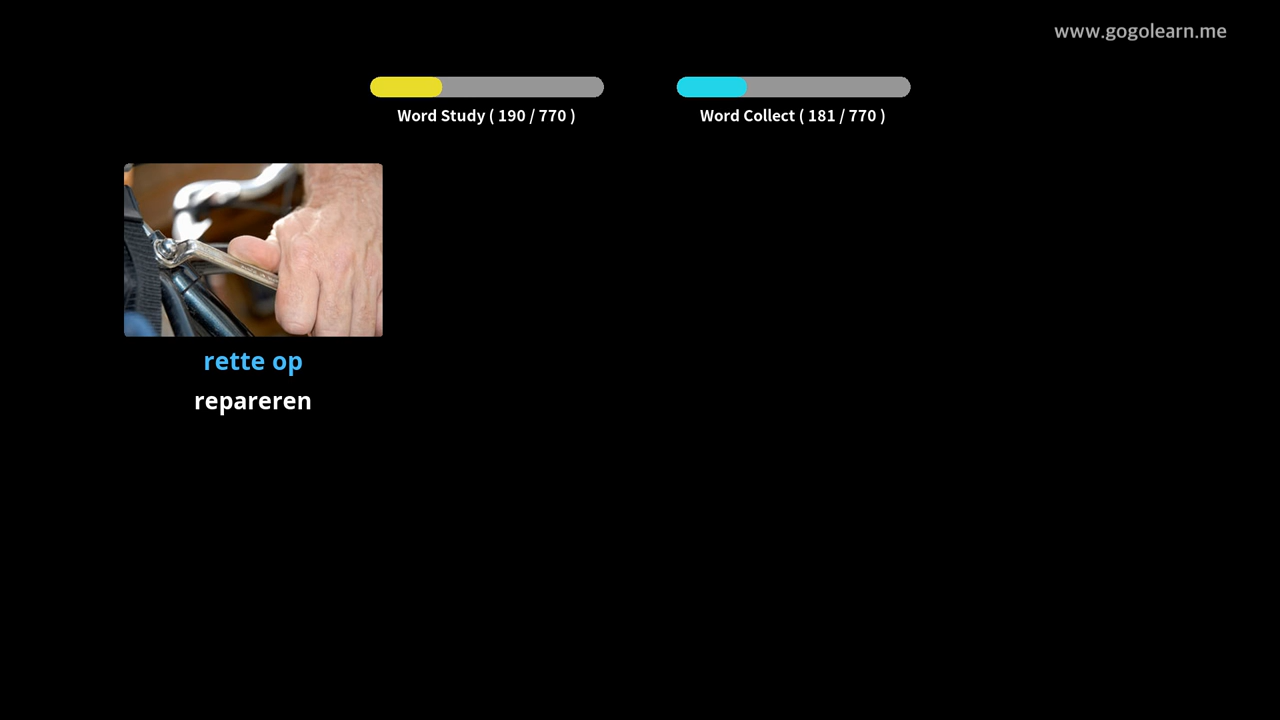 www.gogolearn.me
Word Study ( 190 / 770 )
Word Collect ( 181 / 770 )
rette op
repareren